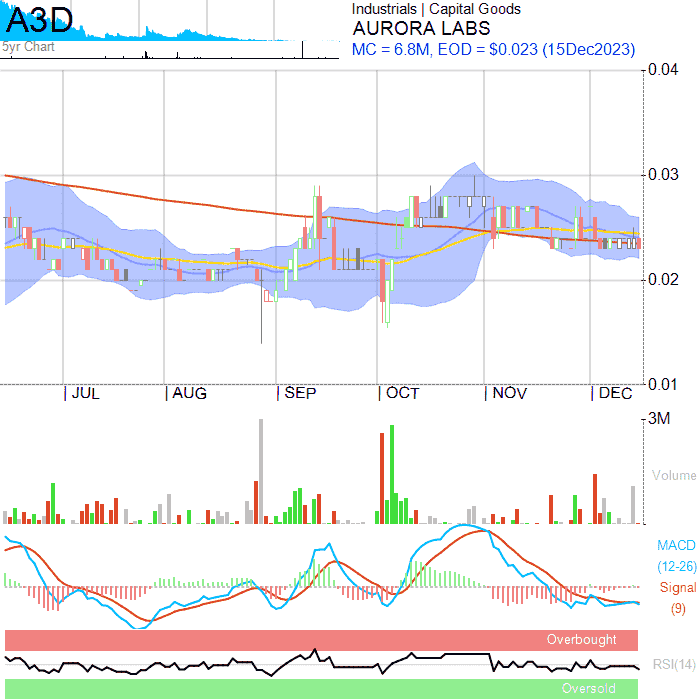 A3D
5yr Chart
Industrials | Capital Goods
AURORA LABS
MC = 6.8M, EOD = $0.023 (15Dec2023)
0.04
0.03
0.02
0.01
JUL
AUG
SEP
OCT
NOV
DEC
3M
Volume
MACD
(12-26)
Signal
(9)
Overbought
RSI(14)
Oversold